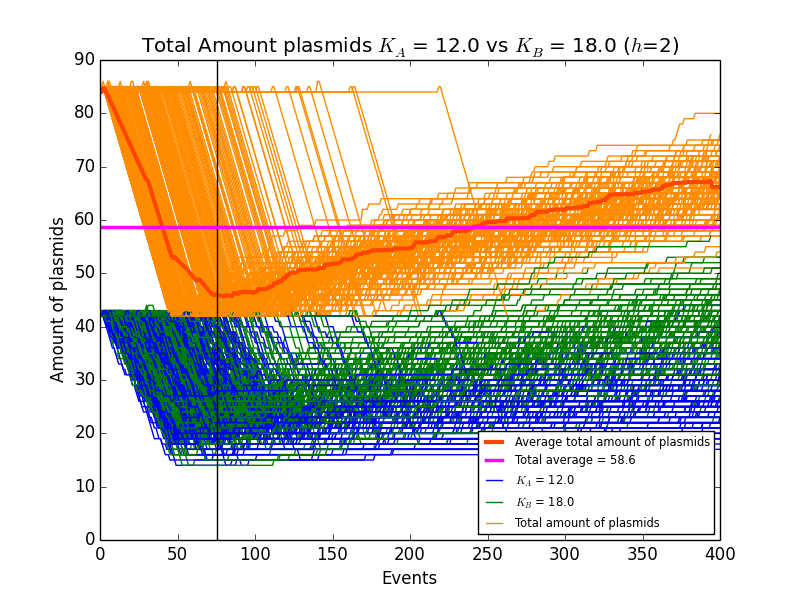 Total Amount plasmids K_A = 12.0 vs K_B = 18.0 (h=2)
90
80
70
60
50
40
30
20
10
0
Amount of plasmids
Average total amount of plasmids
Total average = 58.6
K_A = 12.0
K_B = 18.0
Total amount of plasmids
0 50 100 150 200 250 300 350 400
Events